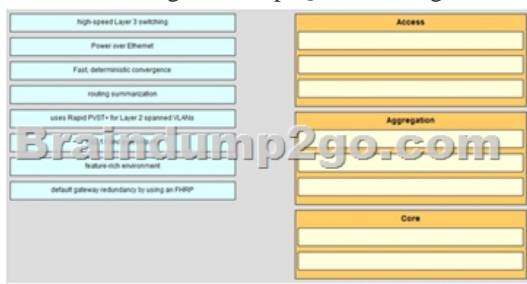 high-speed Layer 3 switching
Power over Ethernet
Fast, deterministic convergence
routing summarization
uses Rapid PVST+ for Layer 2 spanned VLANs
feature-rich environment
default gateway redundancy by using an FHRP
Access
Aggregation
Core
Braindump2go.com